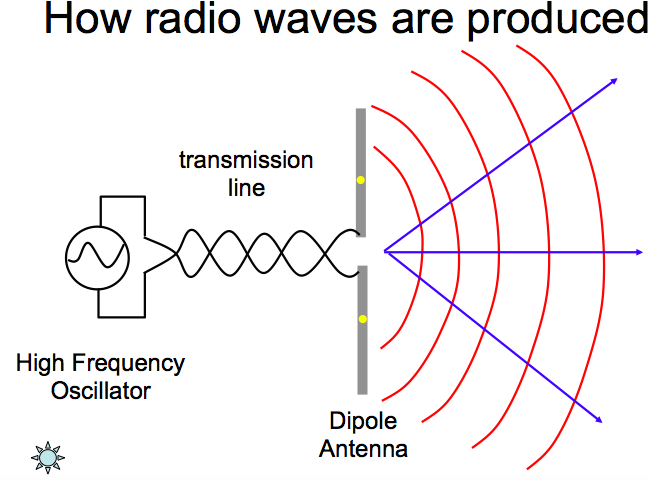 How radio waves are produced
transmission
line
High Frequency
Oscillator
Dipole
Antenna